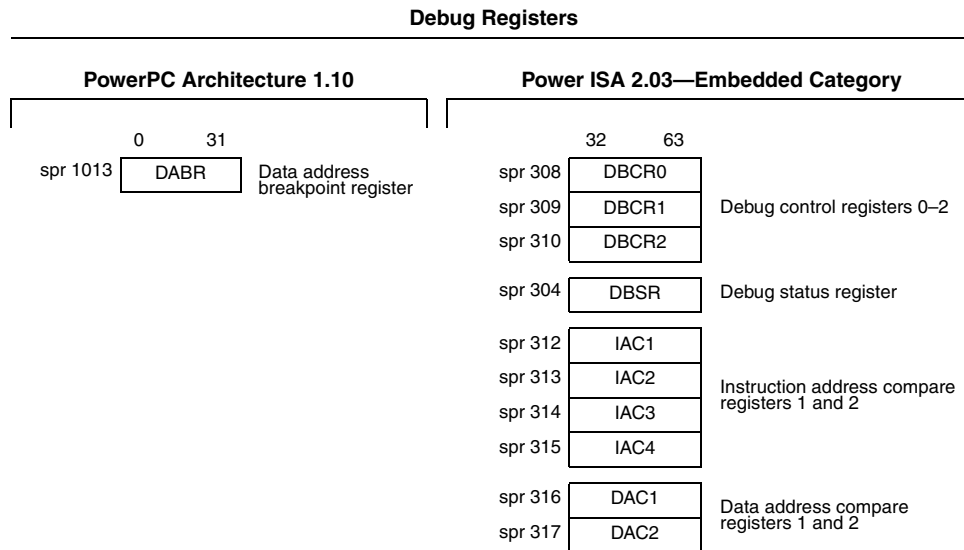 Debug Registers
PowerPC Architecture 1.10
Power ISA 2.03—Embedded Category
0 31
spr 1013 DABR Data address
breakpoint register
32 63
spr 308 DBCR0
spr 309 DBCR1 Debug control registers 0–2
spr 310 DBCR2
spr 304 DBSR Debug status register
spr 312 IAC1
spr 313 IAC2
Instruction address compare
registers 1 and 2
spr 314 IAC3
spr 315 IAC4
spr 316 DAC1
Data address compare
registers 1 and 2
spr 317 DAC2